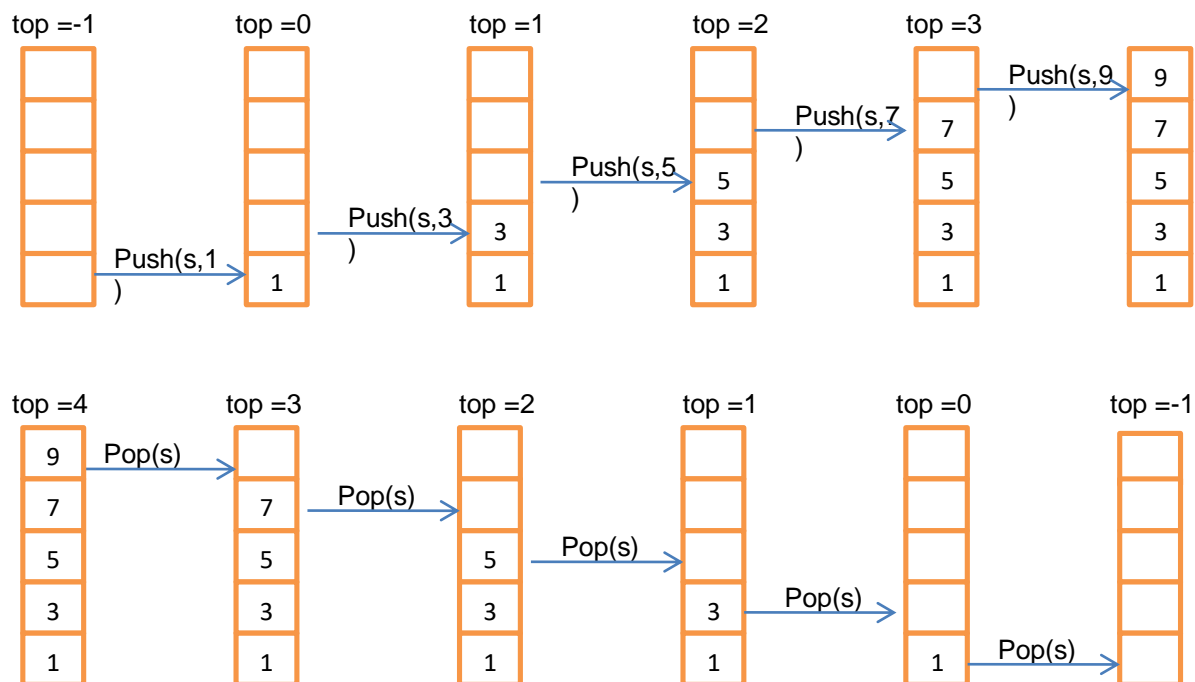 top =-1 top =0 top =1 top =2 top =3
9
Push(s,9
)
7 7
Push(s,7
)
5 5 5
Push(s,5
)
3 3 3 3
Push(s,3
)
1 1 1 1 1
Push(s,1
)
top =4 top =3 top =2 top =1 top =0 top =-1
9 Pop(s)
7 7 Pop(s)
5 5 5 Pop(s)
3 3 3 3 Pop(s)
1 1 1 1 1 Pop(s)